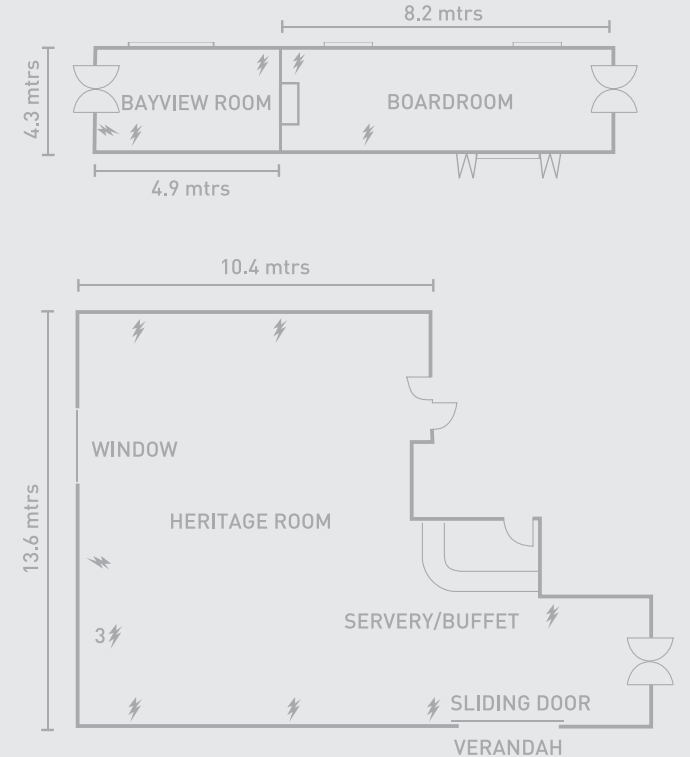 8.2 mtrs
4.3 mtrs
BAYVIEW ROOM
BOARDROOM
4.9 mtrs
10.4 mtrs
13.6 mtrs
WINDOW
HERITAGE ROOM
SERVERY/BUFFET
3
SLIDING DOOR
VERANDAH